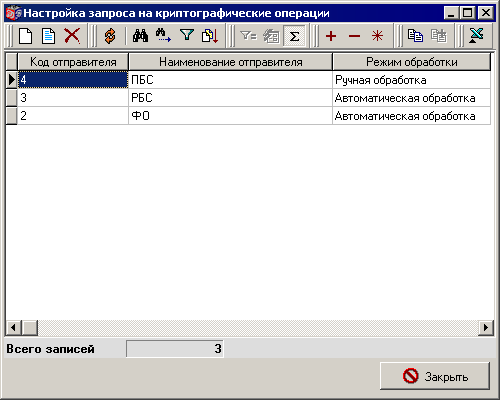 Настройка запроса на криптографические операции
Код отправителя Наименование отправителя Режим обработки
4 ПБС Ручная обработка
3 РБС Автоматическая обработка
2 ФО Автоматическая обработка
Всего записей 3
Закрыть